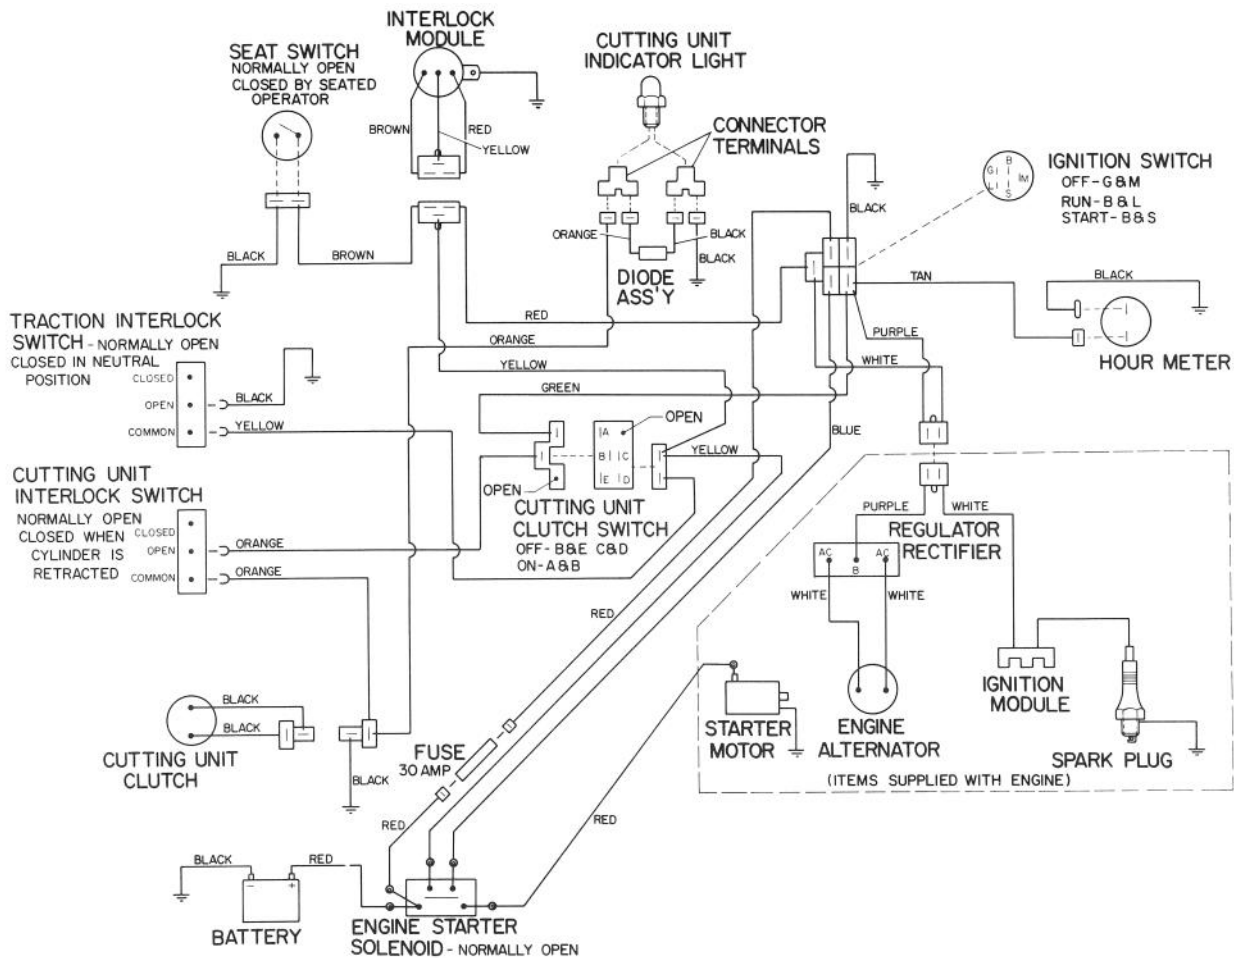 INTERLOCK
MODULE
SEAT SWITCH
NORMALLY OPEN
CLOSED BY SEATED
OPERATOR
CUTTING UNIT
INDICATOR LIGHT
BROWN
RED
YELLOW
CONNECTOR
TERMINALS
B
G
M
L
S
IGNITION SWITCH
OFF-G&M
RUN-B&L
START-B&S
BLACK
ORANGE
BLACK
BLACK
DIODE
ASS'Y
BLACK
BROWN
TAN
BLACK
HOUR METER
RED
PURPLE
WHITE
TRACTION INTERLOCK
SWITCH - NORMALLY OPEN
CLOSED IN NEUTRAL
POSITION
CLOSED
OPEN
COMMON
BLACK
YELLOW
ORANGE
YELLOW
GREEN
A
B
C
E
D
OPEN
OPEN
YELLOW
BLUE
CUTTING UNIT
CLUTCH SWITCH
OFF-B&E C&D
ON-A&B
CUTTING UNIT
INTERLOCK SWITCH
NORMALLY OPEN
CLOSED WHEN
CYLINDER IS
RETRACTED
CLOSED
OPEN
COMMON
ORANGE
ORANGE
PURPLE
WHITE
REGULATOR
RECTIFIER
AC
B
AC
WHITE
WHITE
RED
STARTER
MOTOR
ENGINE
ALTERNATOR
IGNITION
MODULE
SPARK PLUG
(ITEMS SUPPLIED WITH ENGINE)
BLACK
BLACK
CUTTING UNIT
CLUTCH
BLACK
FUSE
30 AMP
RED
RED
BLACK
RED
- +
BATTERY
ENGINE STARTER
SOLENOID - NORMALLY OPEN